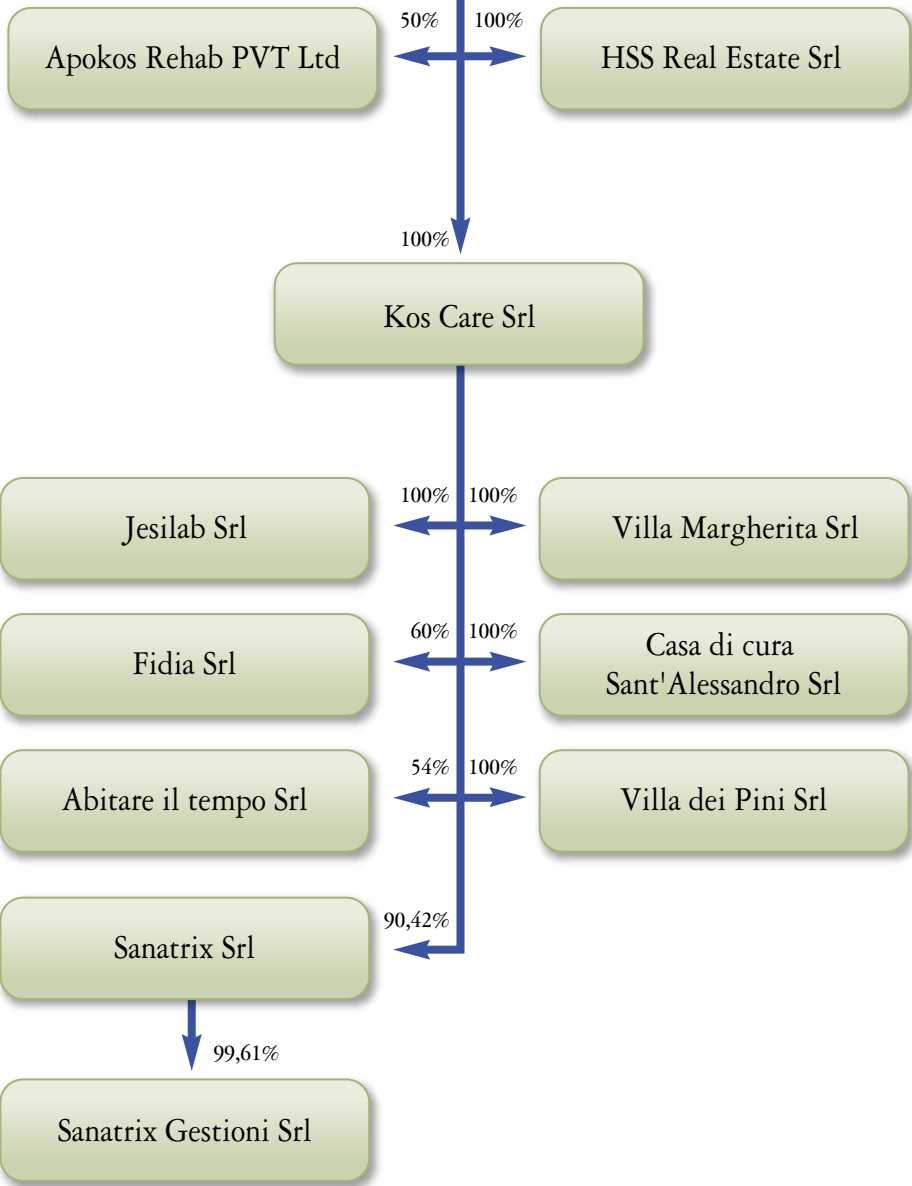 50% 100%
Apokos Rehab PVT Ltd
HSS Real Estate Srl
100%
Kos Care Srl
100% 100%
Jesilab Srl
Villa Margherita Srl
60% 100%
Fidia Srl
Casa di cura
Sant'Alessandro Srl
54% 100%
Abitare il tempo Srl
Villa dei Pini Srl
90,42%
Sanatrix Srl
99,61%
Sanatrix Gestioni Srl